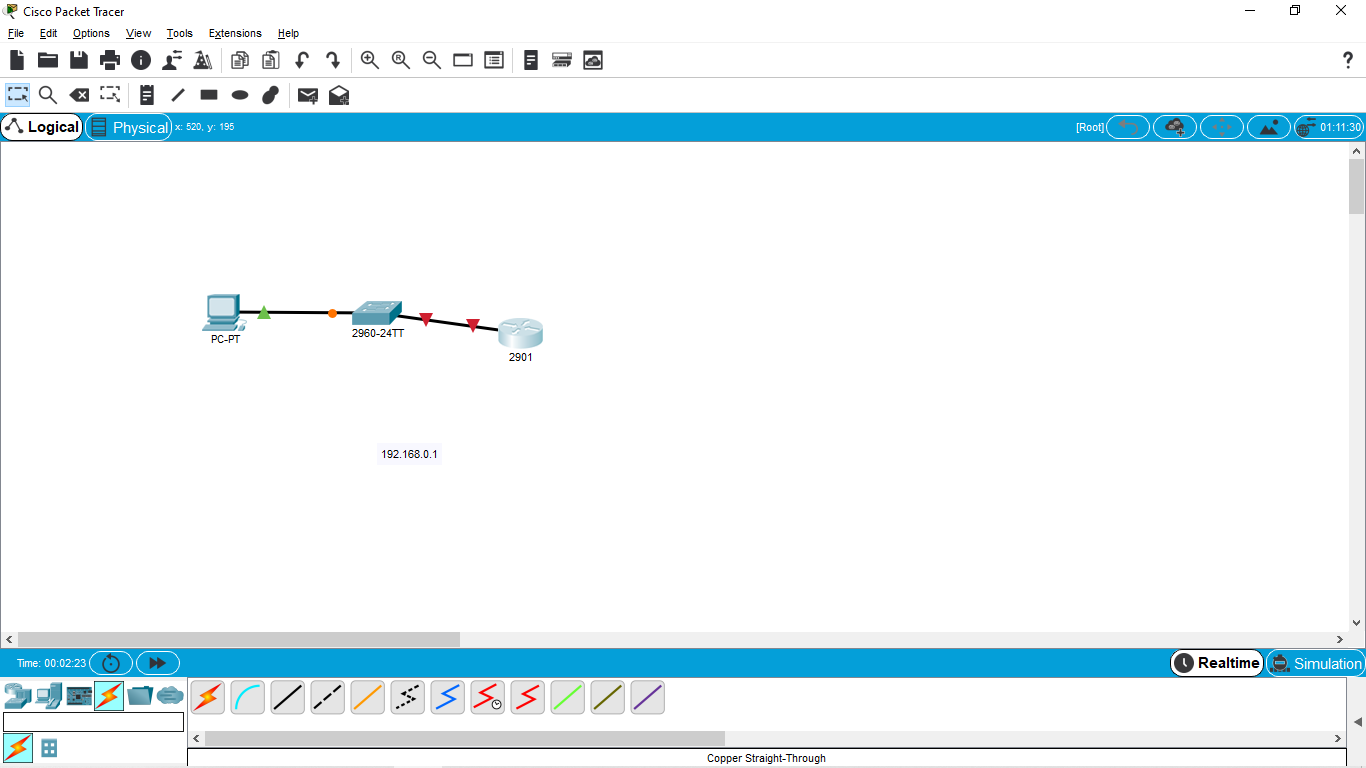 Cisco Packet Tracer
File Edit Options View Tools Extensions Help
Logical Physical x: 520, y: 195 [Root] 01:11:30
PC-PT
2960-24TT
2901
192.168.0.1
Time: 00:02:23 Realtime Simulation
Copper Straight-Through